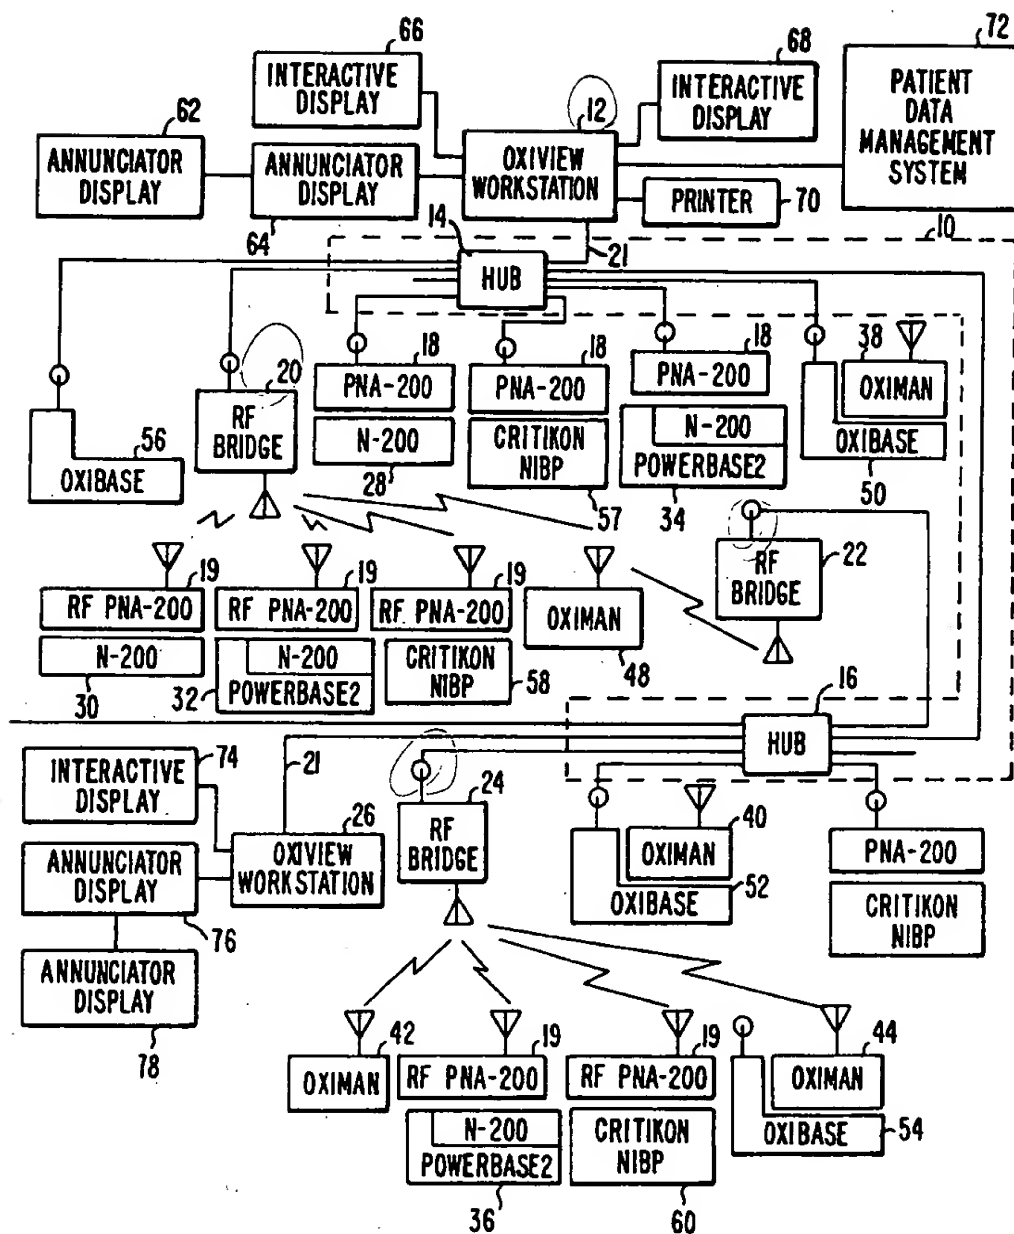 66
INTERACTIVE
DISPLAY
68
INTERACTIVE
DISPLAY
72
PATIENT
DATA
MANAGEMENT
SYSTEM
62
ANNUNCIATOR
DISPLAY
ANNUNCIATOR
DISPLAY
64
12
OXIVIEW
WORKSTATION
PRINTER
70
10
14
HUB
21
56
OXIBASE
20
RF
BRIDGE
18
PNA-200
N-200
28
18
PNA-200
CRITIKON
NIBP
57
18
PNA-200
N-200
POWERBASE2
34
38
OXIMAN
OXIBASE
50
RF
BRIDGE
22
19
RF PNA-200
N-200
30
19
RF PNA-200
N-200
POWERBASE2
32
19
RF PNA-200
CRITIKON
NIBP
58
OXIMAN
48
16
HUB
74
INTERACTIVE
DISPLAY
21
26
OXIVIEW
WORKSTATION
ANNUNCIATOR
DISPLAY
76
ANNUNCIATOR
DISPLAY
78
24
RF
BRIDGE
40
OXIMAN
52
OXIBASE
PNA-200
CRITIKON
NIBP
42
OXIMAN
19
RF PNA-200
N-200
POWERBASE2
36
19
RF PNA-200
CRITIKON
NIBP
60
44
OXIMAN
OXIBASE
54